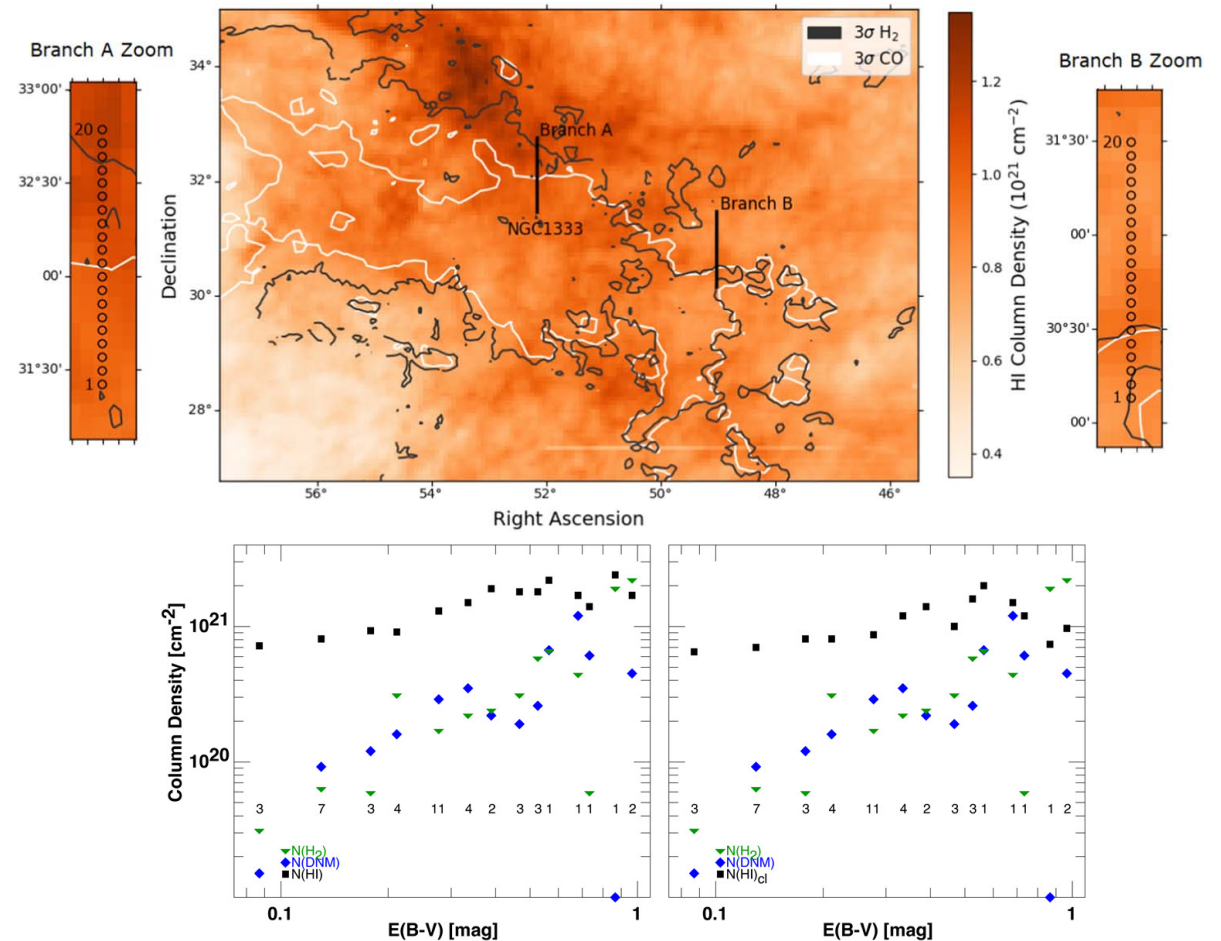 Branch A Zoom
33°00'
20
32°30'
00'
31°30'
1
3σ H₂
3σ CO
Branch A
NGC1333
Branch B
34°
32°
30°
28°
Declination
56°
54°
52°
50°
48°
46°
Right Ascension
1.2
1.0
0.8
0.6
0.4
HI Column Density (10²¹ cm⁻²)
Branch B Zoom
31°30'
20
00'
30°30'
1
00'
Column Density [cm⁻²]
10²¹
10²⁰
3 7 3 4 11 4 2 3 3 1 1 1 1 2
N(H₂)
N(DNM)
N(HI)
0.1 1
E(B-V) [mag]
3 7 3 4 11 4 2 3 3 1 1 1 1 2
N(H₂)
N(DNM)
N(HI)cl
0.1 1
E(B-V) [mag]